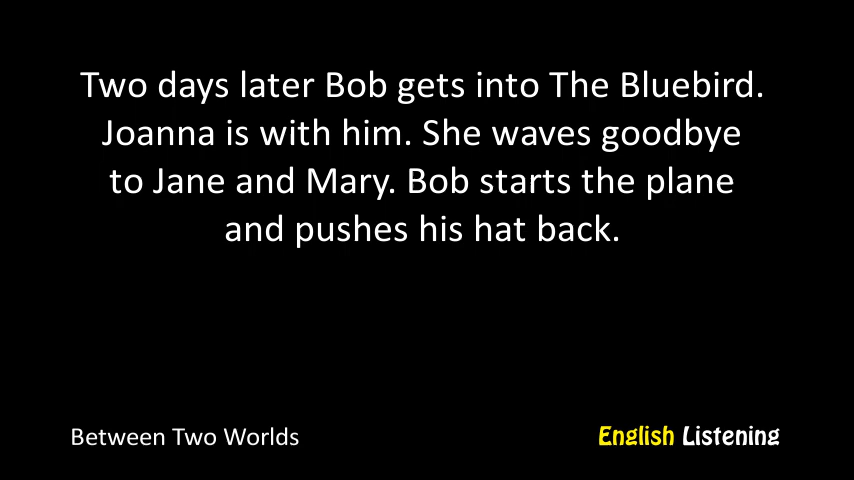 Two days later Bob gets into The Bluebird.
Joanna is with him. She waves goodbye
to Jane and Mary. Bob starts the plane
and pushes his hat back.
Between Two Worlds
English Listening